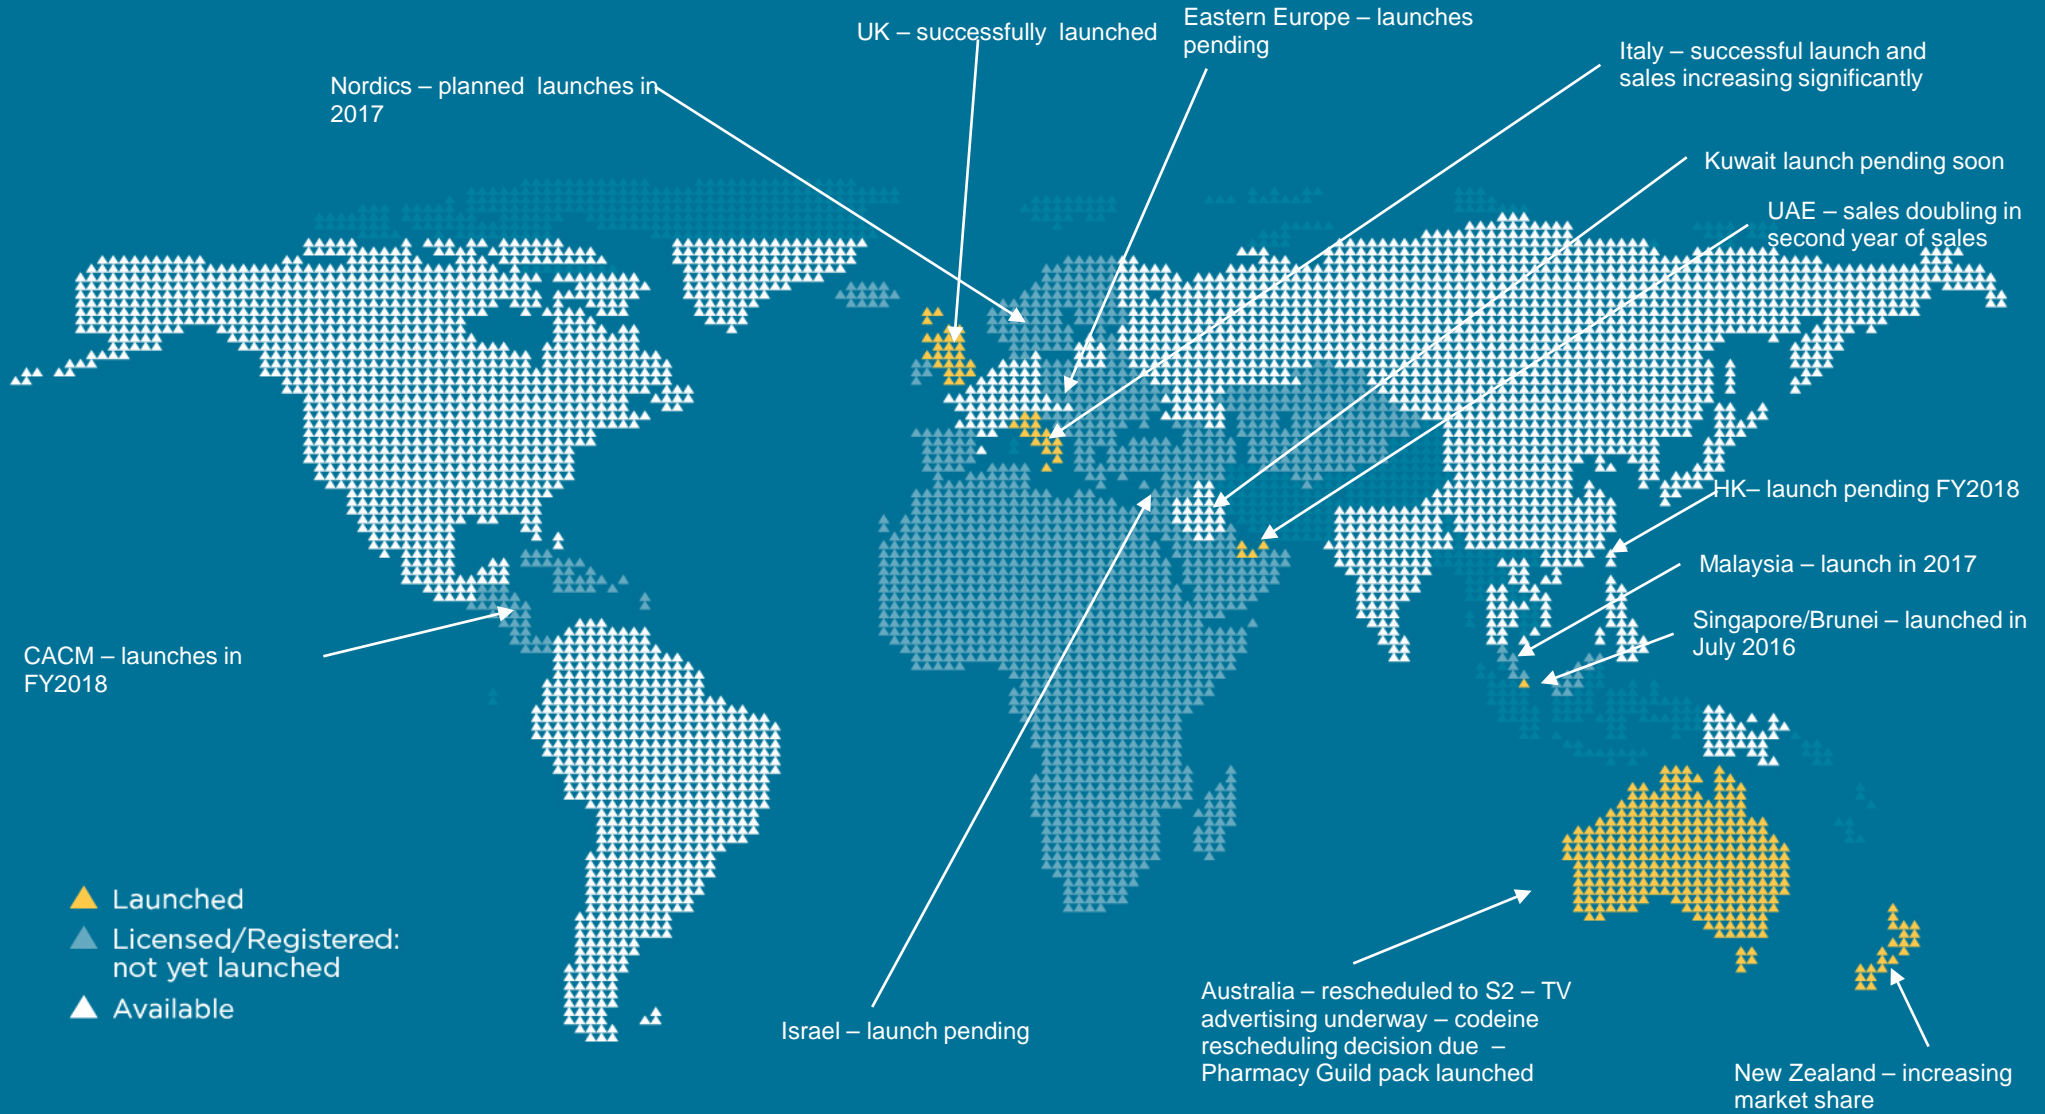 UK – successfully launched
Eastern Europe – launches
pending
Italy – successful launch and
sales increasing significantly
Nordics – planned launches in
2017
Kuwait launch pending soon
UAE – sales doubling in
second year of sales
HK– launch pending FY2018
Malaysia – launch in 2017
Singapore/Brunei – launched in
July 2016
CACM – launches in
FY2018
Launched
Licensed/Registered:
not yet launched
Available
Israel – launch pending
Australia – rescheduled to S2 – TV
advertising underway – codeine
rescheduling decision due –
Pharmacy Guild pack launched
New Zealand – increasing
market share